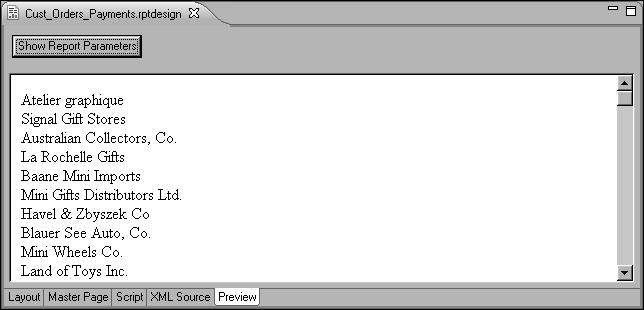 Cust_Orders_Payments.rptdesign
Show Report Parameters
Atelier graphique
Signal Gift Stores
Australian Collectors, Co.
La Rochelle Gifts
Baane Mini Imports
Mini Gifts Distributors Ltd.
Havel & Zbyszek Co
Blauer See Auto, Co.
Mini Wheels Co.
Land of Toys Inc.
Layout Master Page Script XML Source Preview